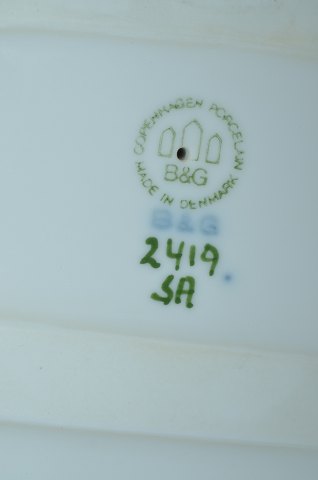 COPENHAGEN PORCELAIN
B&G
MADE IN DENMARK
B&G
2419.
SA